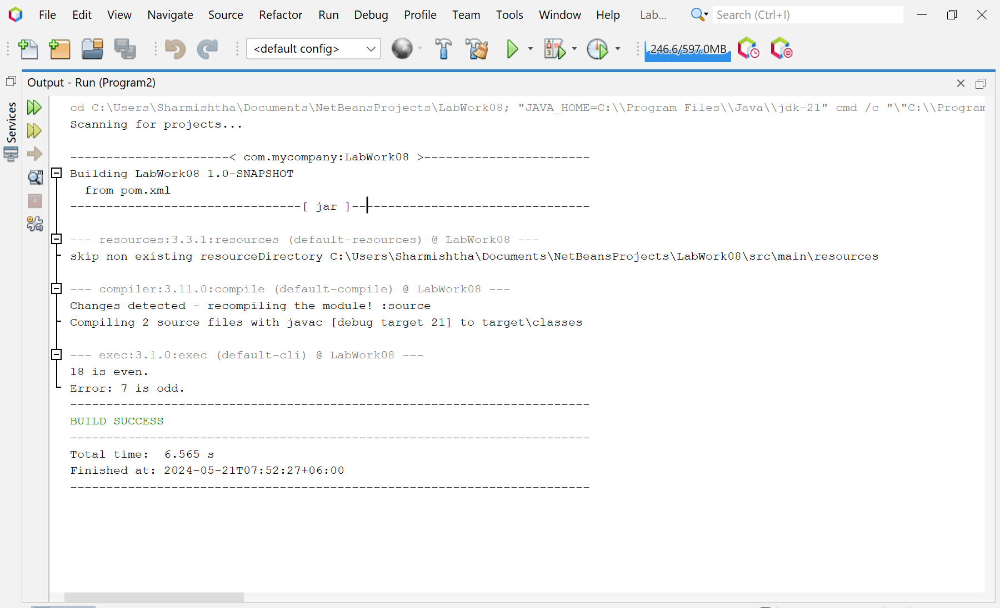 File Edit View Navigate Source Refactor Run Debug Profile Team Tools Window Help Lab... Search (Ctrl+I)
<default config> 246.6/597.0MB
Output - Run (Program2)
Services
cd C:\Users\Sharmishtha\Documents\NetBeansProjects\LabWork08; "JAVA_HOME=C:\\Program Files\\Java\\jdk-21" cmd /c "\"C:\\Program
Scanning for projects...
----------------------< com.mycompany:LabWork08 >-----------------------
Building LabWork08 1.0-SNAPSHOT
  from pom.xml
--------------------------------[ jar ]---------------------------------
--- resources:3.3.1:resources (default-resources) @ LabWork08 ---
skip non existing resourceDirectory C:\Users\Sharmishtha\Documents\NetBeansProjects\LabWork08\src\main\resources
--- compiler:3.11.0:compile (default-compile) @ LabWork08 ---
Changes detected - recompiling the module! :source
Compiling 2 source files with javac [debug target 21] to target\classes
--- exec:3.1.0:exec (default-cli) @ LabWork08 ---
18 is even.
Error: 7 is odd.
------------------------------------------------------------------------
BUILD SUCCESS
------------------------------------------------------------------------
Total time:  6.565 s
Finished at: 2024-05-21T07:52:27+06:00
------------------------------------------------------------------------